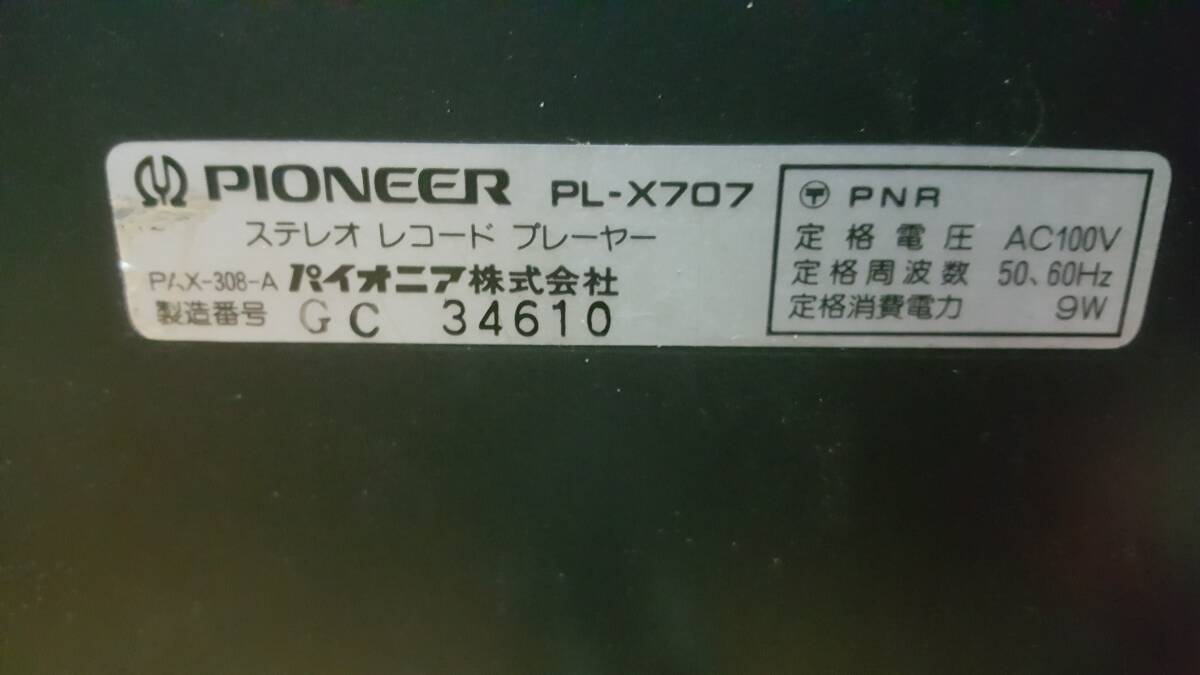 PIONEER PL-X707
ステレオ レコード プレーヤー
PAX-308-A パイオニア株式会社
製造番号 GC 34610
〒 PNR
定格電圧 AC100V
定格周波数 50、60Hz
定格消費電力 9W